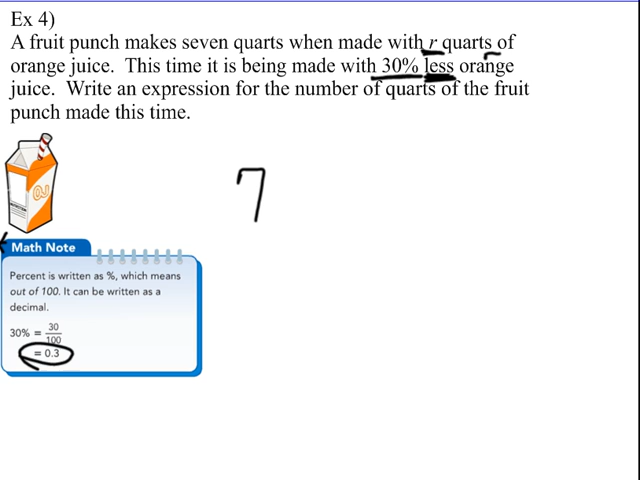 Ex 4)
A fruit punch makes seven quarts when made with r quarts of
orange juice. This time it is being made with 30% less orange
juice. Write an expression for the number of quarts of the fruit
punch made this time.
OJ
7
Math Note
Percent is written as %, which means
out of 100. It can be written as a
decimal.
30% = 30/100
= 0.3